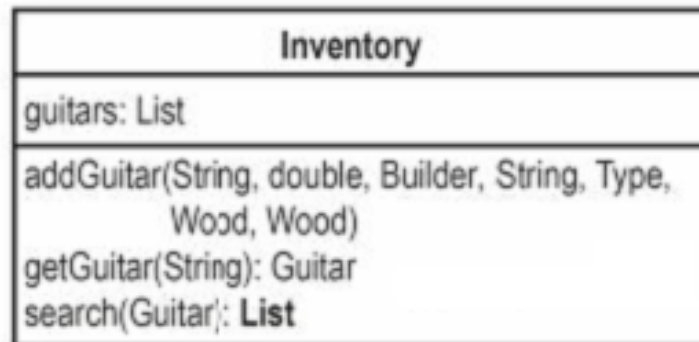 Inventory
guitars: List
addGuitar(String, double, Builder, String, Type,
Wood, Wood)
getGuitar(String): Guitar
search(Guitar): List